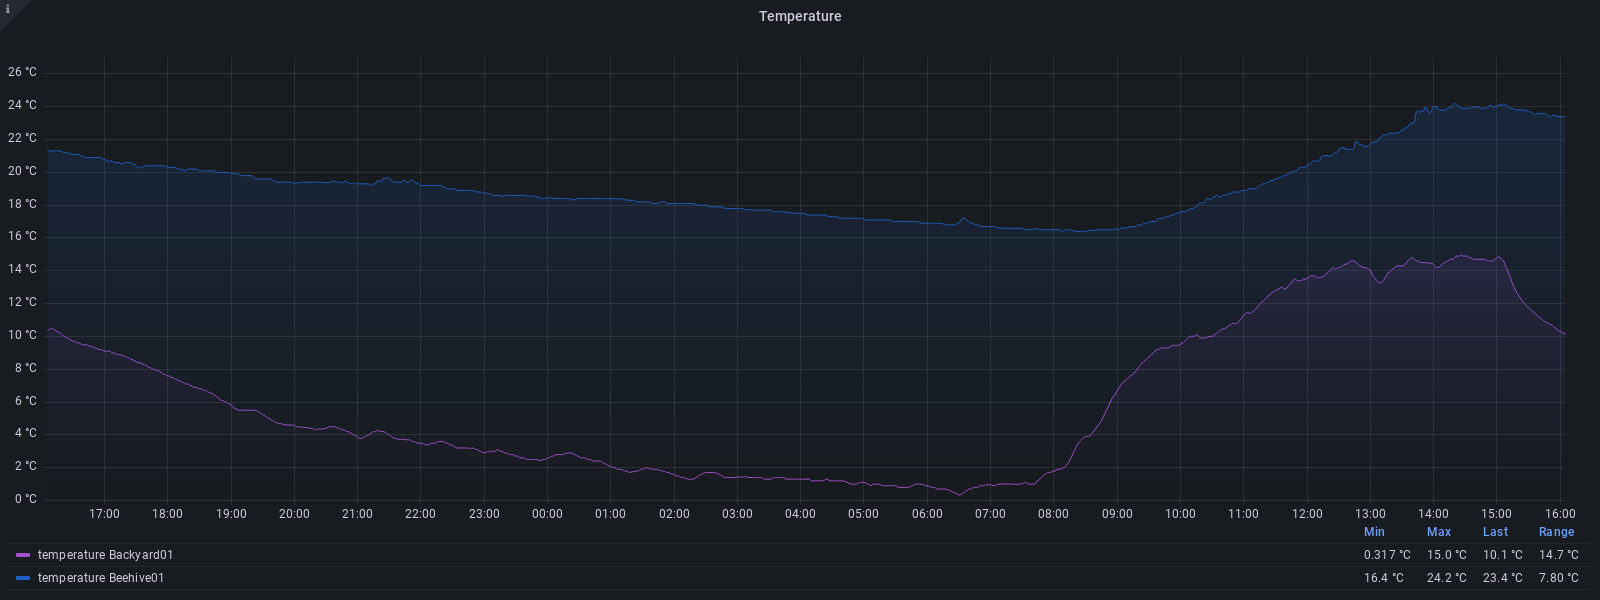 i
Temperature
26 °C
24 °C
22 °C
20 °C
18 °C
16 °C
14 °C
12 °C
10 °C
8 °C
6 °C
4 °C
2 °C
0 °C
17:00 18:00 19:00 20:00 21:00 22:00 23:00 00:00 01:00 02:00 03:00 04:00 05:00 06:00 07:00 08:00 09:00 10:00 11:00 12:00 13:00 14:00 15:00 16:00
Min Max Last Range
temperature Backyard01 0.317 °C 15.0 °C 10.1 °C 14.7 °C
temperature Beehive01 16.4 °C 24.2 °C 23.4 °C 7.80 °C